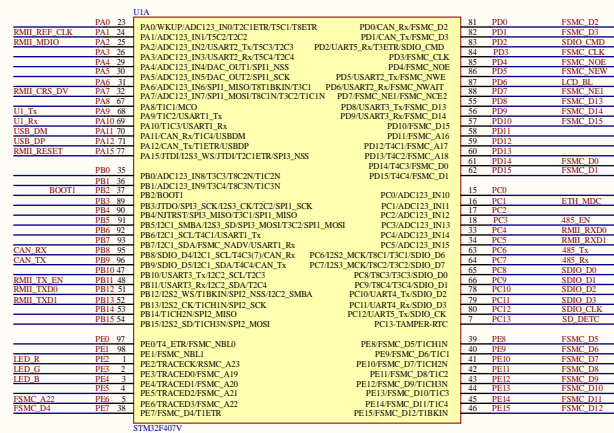 U1A
PA0 23 PA0/WKUP/ADC123_IN0/T2C1ETR/T5C1/T8ETR
RMII_REF_CLK PA1 24 PA1/ADC123_IN1/T5C2/T2C2
RMII_MDIO PA2 25 PA2/ADC123_IN2/USART2_Tx/T5C3/T2C3
PA3 26 PA3/ADC123_IN3/USART2_Rx/T5C4/T2C4
PA4 29 PA4/ADC123_IN4/DAC_OUT1/SPI1_NSS
PA5 30 PA5/ADC123_IN5/DAC_OUT2/SPI1_SCK
PA6 31 PA6/ADC123_IN6/SPI1_MISO/T8T1BKIN/T3C1
RMII_CRS_DV PA7 32 PA7/ADC123_IN7/SPI1_MOSI/T8C1N/T3C2/T1C1N
PA8 67 PA8/T1C1/MCO
U1_Tx PA9 68 PA9/T1C2/USART1_Tx
U1_Rx PA10 69 PA10/T1C3/USART1_Rx
USB_DM PA11 70 PA11/CAN_Rx/T1C4/USBDM
USB_DP PA12 71 PA12/CAN_Tx/T1ETR/USBDP
RMII_RESET PA15 77 PA15/JTDI/I2S3_WS/JTDI/T2C1ETR/SPI3_NSS
PB0 35 PB0/ADC123_IN8/T3C3/T8C2N/T1C2N
PB1 36 PB1/ADC123_IN9/T3C4/T8C3N/T1C3N
BOOT1 PB2 37 PB2/BOOT1
PB3 89 PB3/JTDO/SPI3_SCK/I2S3_CK/T2C2/SPI1_SCK
PB4 90 PB4/NJTRST/SPI3_MISO/T3C1/SPI1_MISO
PB5 91 PB5/I2C1_SMBA/I2S3_SD/SPI3_MOSI/T3C2/SPI1_MOSI
PB6 92 PB6/I2C1_SCL/T4C1/USART1_Tx
PB7 93 PB7/I2C1_SDA/FSMC_NADV/USART1_Rx
CAN_RX PB8 95 PB8/SDIO_D4/I2C1_SCL/T4C3(7)/CAN_Rx
CAN_TX PB9 96 PB9/SDIO_D5/I2C1_SDA/T4C4/CAN_Tx
PB10 47 PB10/USART3_Tx/I2C2_SCL/T2C3
RMII_TX_EN PB11 48 PB11/USART3_Rx/I2C2_SDA/T2C4
RMII_TXD0 PB12 51 PB12/I2S2_WS/T1BKIN/SPI2_NSS/I2C2_SMBA
RMII_TXD1 PB13 52 PB13/I2S2_CK/T1CH1N/SPI2_SCK
PB14 53 PB14/T1CH2N/SPI2_MISO
PB15 54 PB15/I2S2_SD/T1CH3N/SPI2_MOSI
PE0 97 PE0/T4_ETR/FSMC_NBL0
PE1 98 PE1/FSMC_NBL1
LED_R PE2 1 PE2/TRACECK/RSMC_A23
LED_G PE3 2 PE3/TRACED0/FSMC_A19
LED_B PE4 3 PE4/TRACED1/FSMC_A20
PE5 4 PE5/TRACED2/FSMC_A21
FSMC_A22 PE6 5 PE6/TRACED3/FSMC_A22
FSMC_D4 PE7 38 PE7/FSMC_D4/T1ETR
PD0/CAN_Rx/FSMC_D2 81 PD0 FSMC_D2
PD1/CAN_Tx/FSMC_D3 82 PD1 FSMC_D3
PD2/UART5_Rx/T3ETR/SDIO_CMD 83 PD2 SDIO_CMD
PD3/FSMC_CLK 84 PD3 FSMC_CLK
PD4/FSMC_NOE 85 PD4 FSMC_NOE
PD5/USART2_Tx/FSMC_NWE 86 PD5 FSMC_NEW
PD6/USART2_Rx/FSMC_NWAIT 87 PD6 LCD_BL
PD7/FSMC_NE1/FSMC_NCE2 88 PD7 FSMC_NE1
PD8/USART3_Tx/FSMC_D13 55 PD8 FSMC_D13
PD9/USART3_Rx/FSMC_D14 56 PD9 FSMC_D14
PD10/FSMC_D15 57 PD10 FSMC_D15
PD11/FSMC_A16 58 PD11
PD12/T4C1/FSMC_A17 59 PD12
PD13/T4C2/FSMC_A18 60 PD13
PD14/T4C3/FSMC_D0 61 PD14 FSMC_D0
PD15/T4C4/FSMC_D1 62 PD15 FSMC_D1
PC0/ADC123_IN10 15 PC0
PC1/ADC123_IN11 16 PC1 ETH_MDC
PC2/ADC123_IN12 17 PC2
PC3/ADC123_IN13 18 PC3 485_EN
PC4/ADC123_IN14 33 PC4 RMII_RXD0
PC5/ADC123_IN15 34 PC5 RMII_RXD1
PC6/I2S2_MCK/T8C1/T3C1/SDIO_D6 63 PC6 485_Tx
PC7/I2S3_MCK/T8C2/T3C2/SDIO_D7 64 PC7 485_Rx
PC8/T8C3/T3C3/SDIO_D0 65 PC8 SDIO_D0
PC9/T8C4/T3C4/SDIO_D1 66 PC9 SDIO_D1
PC10/UART4_Tx/SDIO_D2 78 PC10 SDIO_D2
PC11/UART4_Rx/SDIO_D3 79 PC11 SDIO_D3
PC12/UART5_Tx/SDIO_CK 80 PC12 SDIO_CLK
PC13-TAMPER-RTC 7 PC13 SD_DETC
PE8/FSMC_D5/T1CH1N 39 PE8 FSMC_D5
PE9/FSMC_D6/T1C1 40 PE9 FSMC_D6
PE10/FSMC_D7/T1CH2N 41 PE10 FSMC_D7
PE11/FSMC_D8/T1C2 42 PE11 FSMC_D8
PE12/FSMC_D9/T1CH3N 43 PE12 FSMC_D9
PE13/FSMC_D10/T1C3 44 PE13 FSMC_D10
PE14/FSMC_D11/T1C4 45 PE14 FSMC_D11
PE15/FSMC_D12/T1BKIN 46 PE15 FSMC_D12
STM32F407V